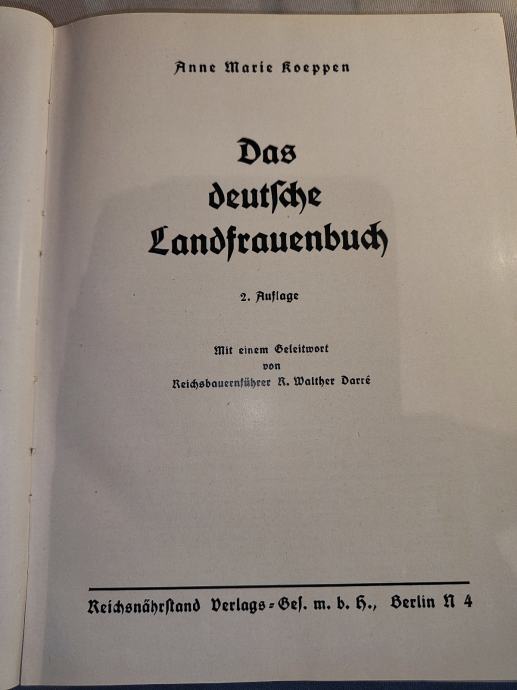 Anne Marie Koeppen
Das
deutsche
Landfrauenbuch
2. Auflage
Mit einem Geleitwort
von
Reichsbauernführer R. Walther Darré
Reichsnährstand Verlags-Ges. m. b. H., Berlin N 4